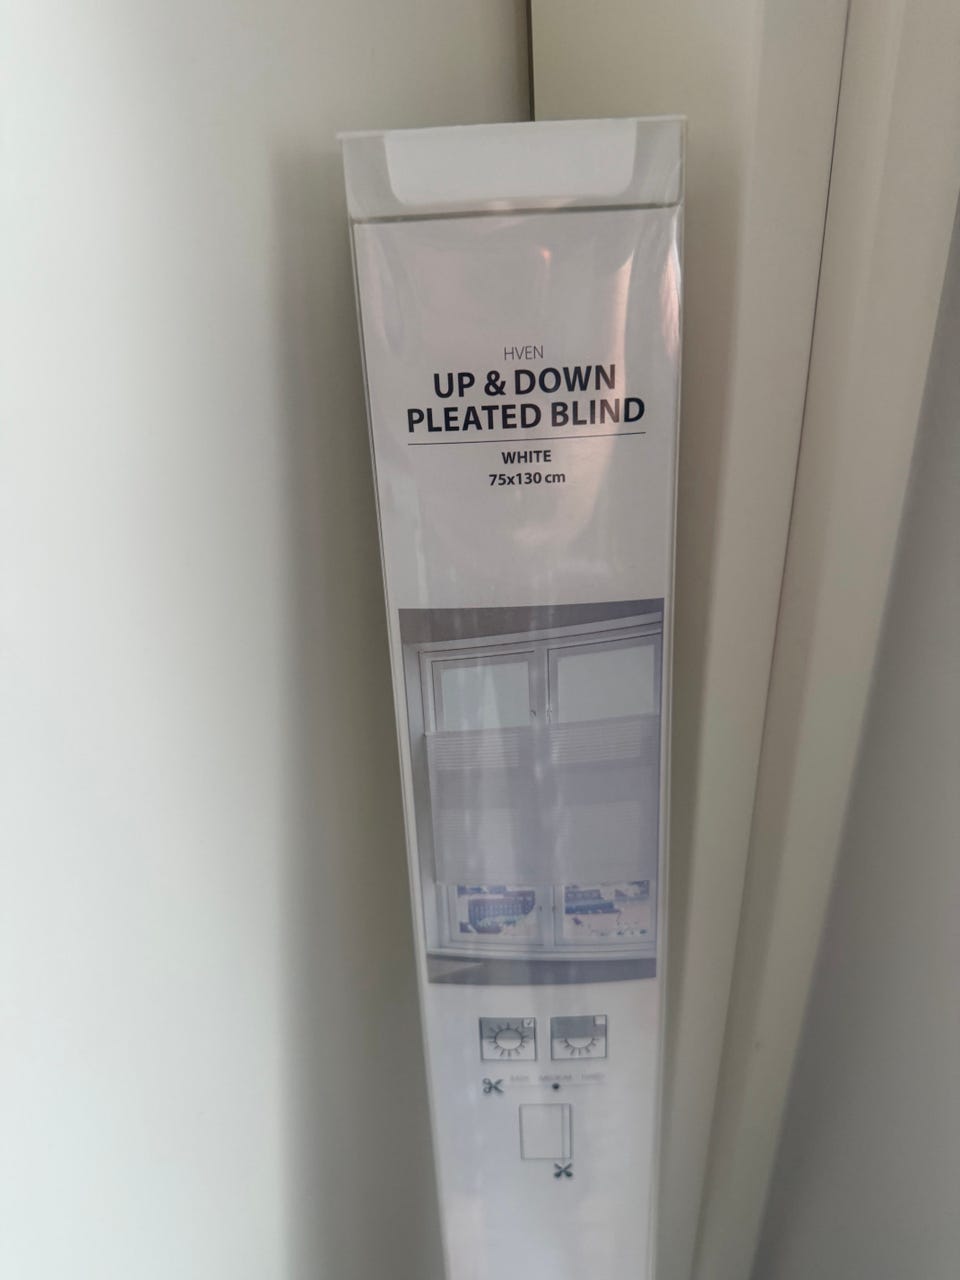 HVEN
UP & DOWN
PLEATED BLIND
WHITE
75x130 cm